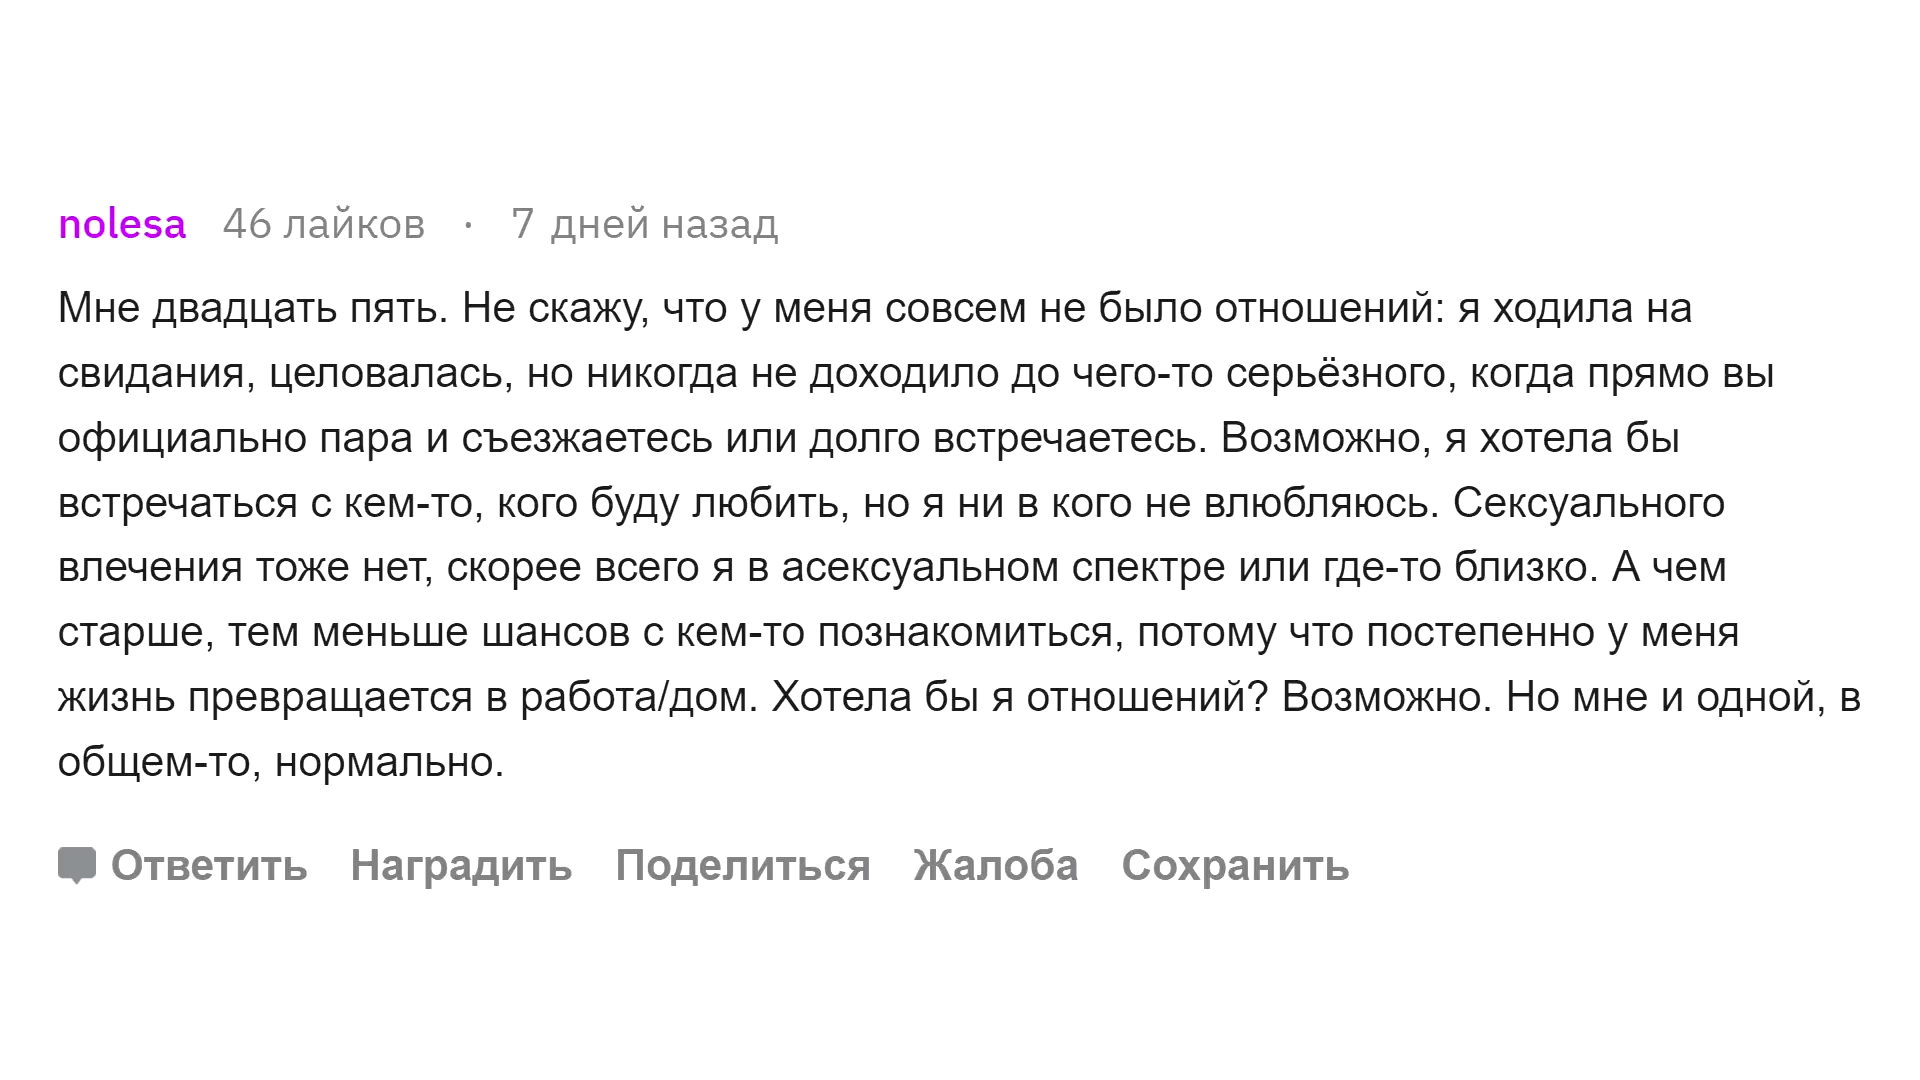 nolesa 46 лайков · 7 дней назад
Мне двадцать пять. Не скажу, что у меня совсем не было отношений: я ходила на
свидания, целовалась, но никогда не доходило до чего-то серьёзного, когда прямо вы
официально пара и съезжаетесь или долго встречаетесь. Возможно, я хотела бы
встречаться с кем-то, кого буду любить, но я ни в кого не влюбляюсь. Сексуального
влечения тоже нет, скорее всего я в асексуальном спектре или где-то близко. А чем
старше, тем меньше шансов с кем-то познакомиться, потому что постепенно у меня
жизнь превращается в работа/дом. Хотела бы я отношений? Возможно. Но мне и одной, в
общем-то, нормально.
Ответить Наградить Поделиться Жалоба Сохранить